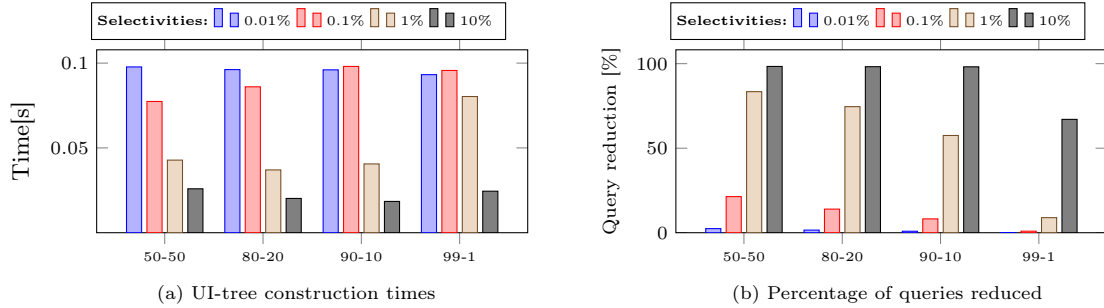 Selectivities: 0.01% 0.1% 1% 10%
0.1
0.05
Time[s]
50-50 80-20 90-10 99-1
(a) UI-tree construction times
Selectivities: 0.01% 0.1% 1% 10%
100
50
0
Query reduction [%]
50-50 80-20 90-10 99-1
(b) Percentage of queries reduced